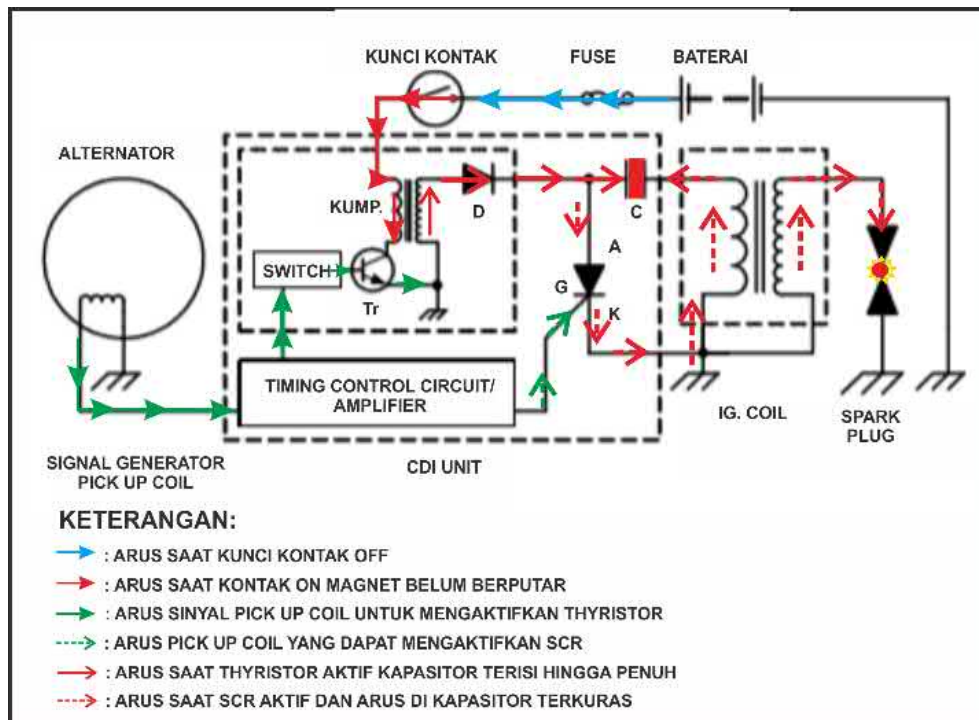 KUNCI KONTAK
FUSE
BATERAI
ALTERNATOR
KUMP.
D
C
A
SWITCH
G
Tr
K
TIMING CONTROL CIRCUIT/
AMPLIFIER
IG. COIL
SPARK
PLUG
SIGNAL GENERATOR
PICK UP COIL
CDI UNIT
KETERANGAN:
: ARUS SAAT KUNCI KONTAK OFF
: ARUS SAAT KONTAK ON MAGNET BELUM BERPUTAR
: ARUS SINYAL PICK UP COIL UNTUK MENGAKTIFKAN THYRISTOR
: ARUS PICK UP COIL YANG DAPAT MENGAKTIFKAN SCR
: ARUS SAAT THYRISTOR AKTIF KAPASITOR TERISI HINGGA PENUH
: ARUS SAAT SCR AKTIF DAN ARUS DI KAPASITOR TERKURAS